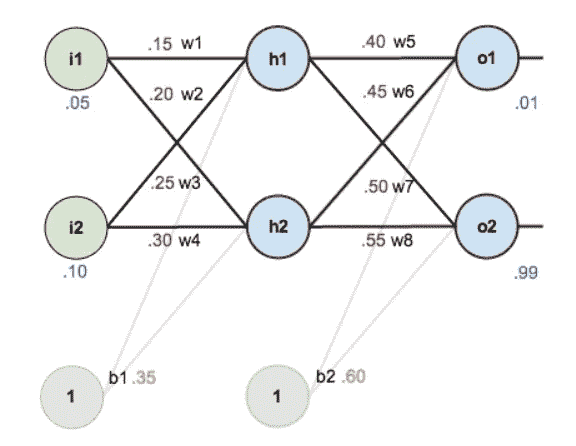 .15 w1
.40 w5
i1
h1
o1
.05
.20 w2
.45 w6
.01
.25 w3
.50 w7
i2
h2
o2
.30 w4
.55 w8
.10
.99
b1 .35
b2 .60
1
1